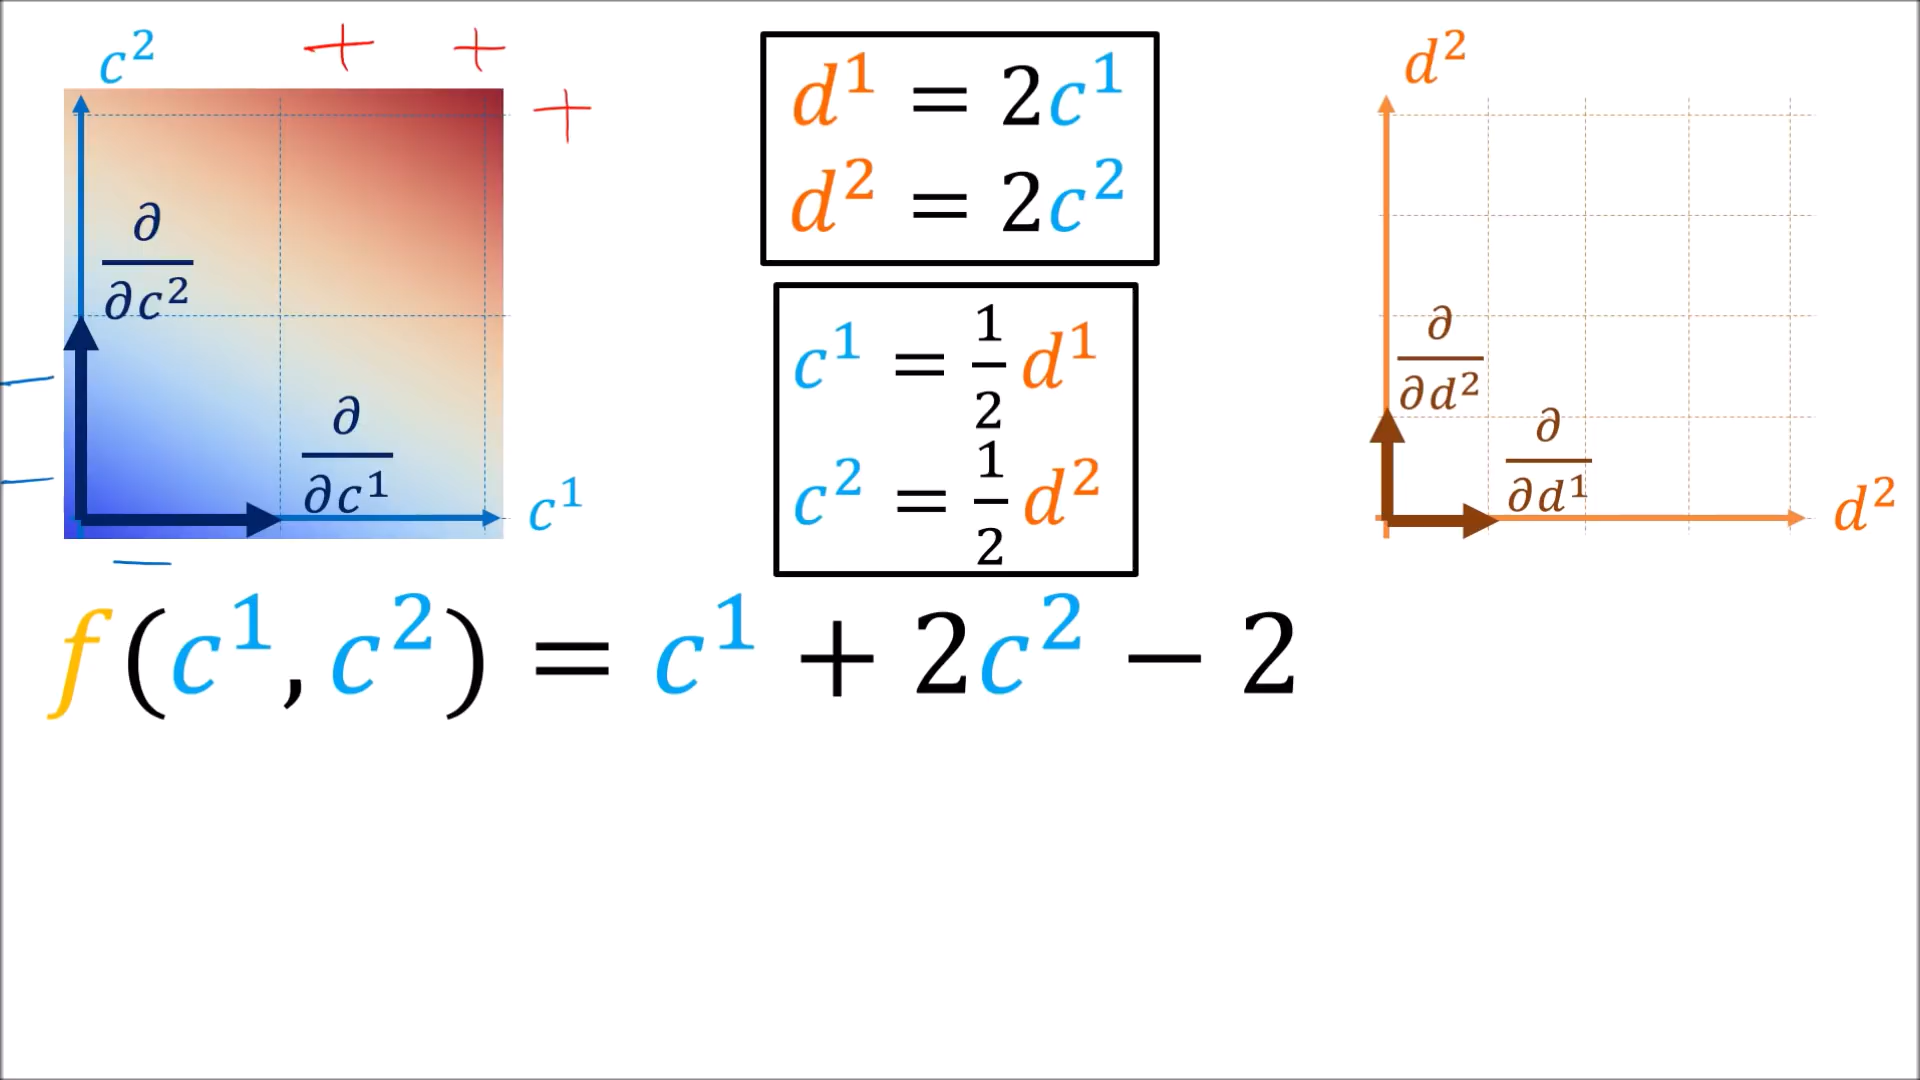 c²
+ +
+
∂/∂c²
∂/∂c¹
c¹
d¹ = 2c¹
d² = 2c²
c¹ = 1/2 d¹
c² = 1/2 d²
d²
∂/∂d²
∂/∂d¹
d²
f(c¹, c²) = c¹ + 2c² − 2